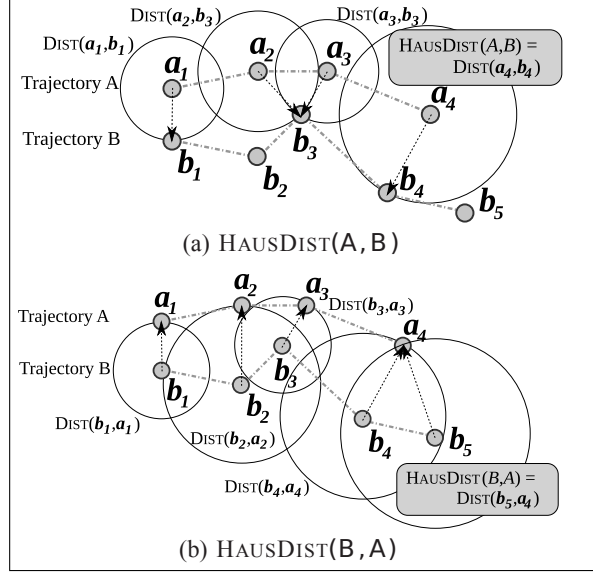 DIST(a2,b3)
DIST(a3,b3)
DIST(a1,b1)
HAUSDIST(A,B) =
DIST(a4,b4)
a1
a2
a3
a4
Trajectory A
Trajectory B
b1
b2
b3
b4
b5
(a) HAUSDIST(A,B)
a1
a2
a3
DIST(b3,a3)
a4
Trajectory A
Trajectory B
b1
b2
b3
b4
b5
DIST(b1,a1)
DIST(b2,a2)
DIST(b4,a4)
HAUSDIST(B,A) =
DIST(b5,a4)
(b) HAUSDIST(B,A)